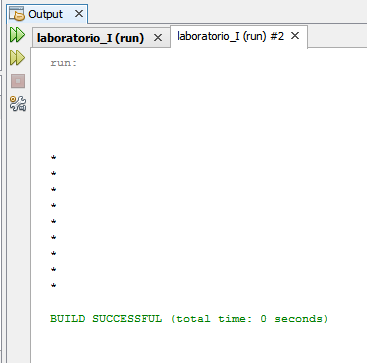 Output
laboratorio_I (run)
laboratorio_I (run) #2
run:
*
*
*
*
*
*
*
*
*
BUILD SUCCESSFUL (total time: 0 seconds)